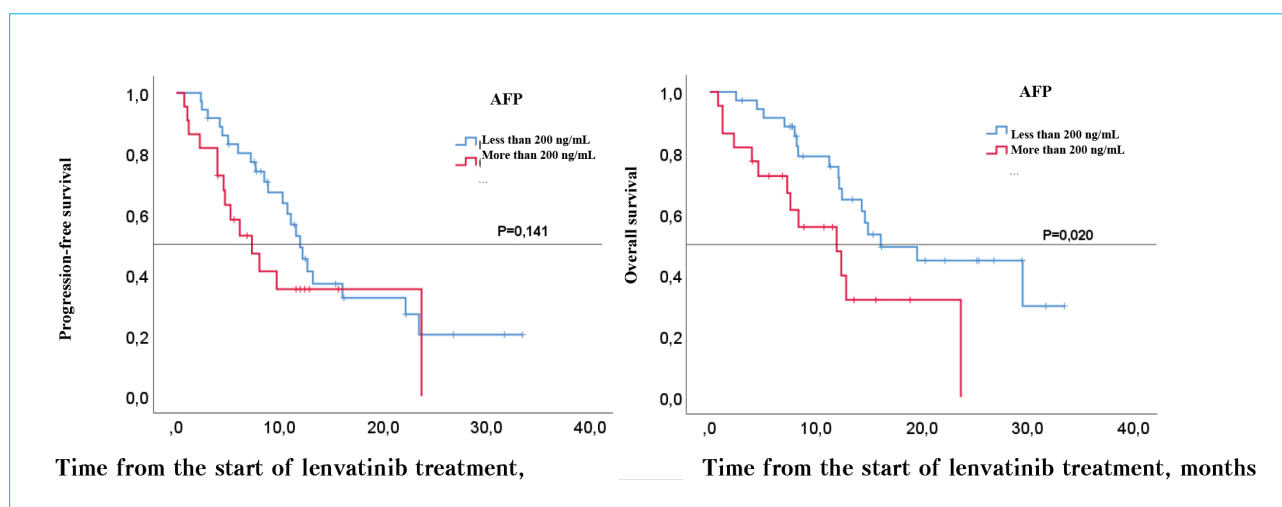 AFP
Less than 200 ng/mL
More than 200 ng/mL
...
P=0,141
Progression-free survival
1,0
0,8
0,6
0,4
0,2
0,0
,0 10,0 20,0 30,0 40,0
Time from the start of lenvatinib treatment,
AFP
Less than 200 ng/mL
More than 200 ng/mL
...
P=0,020
Overall survival
1,0
0,8
0,6
0,4
0,2
0,0
,0 10,0 20,0 30,0 40,0
Time from the start of lenvatinib treatment, months